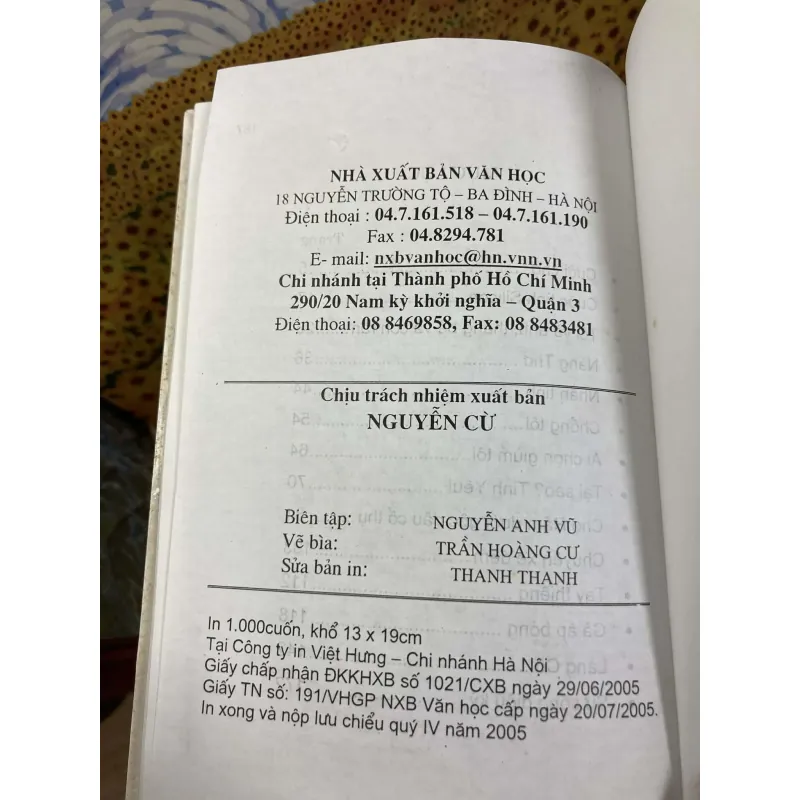 NHÀ XUẤT BẢN VĂN HỌC
18 NGUYỄN TRƯỜNG TỘ – BA ĐÌNH – HÀ NỘI
Điện thoại : 04.7.161.518 – 04.7.161.190
Fax : 04.8294.781
E- mail: nxbvanhoc@hn.vnn.vn
Chi nhánh tại Thành phố Hồ Chí Minh
290/20 Nam kỳ khởi nghĩa – Quận 3
Điện thoại: 08 8469858, Fax: 08 8483481
Chịu trách nhiệm xuất bản
NGUYỄN CỪ
Biên tập: NGUYỄN ANH VŨ
Vẽ bìa: TRẦN HOÀNG CƯ
Sửa bản in: THANH THANH
In 1.000cuốn, khổ 13 x 19cm
Tại Công ty in Việt Hưng – Chi nhánh Hà Nội
Giấy chấp nhận ĐKKHXB số 1021/CXB ngày 29/06/2005
Giấy TN số: 191/VHGP NXB Văn học cấp ngày 20/07/2005.
In xong và nộp lưu chiểu quý IV năm 2005